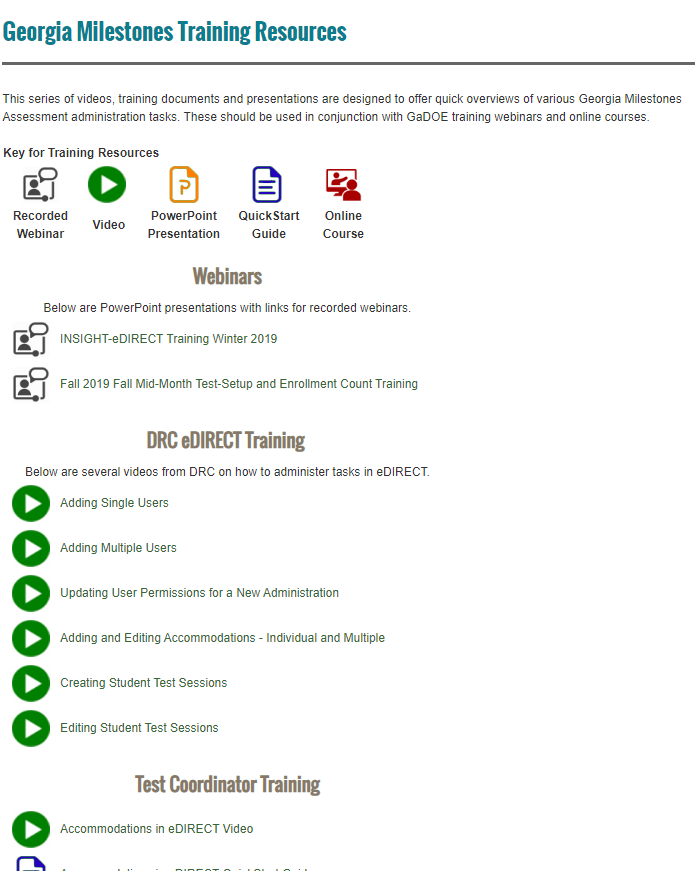 Georgia Milestones Training Resources
This series of videos, training documents and presentations are designed to offer quick overviews of various Georgia Milestones
Assessment administration tasks. These should be used in conjunction with GaDOE training webinars and online courses.
Key for Training Resources
Recorded Webinar
Video
PowerPoint Presentation
QuickStart Guide
Online Course
Webinars
Below are PowerPoint presentations with links for recorded webinars.
INSIGHT-eDIRECT Training Winter 2019
Fall 2019 Fall Mid-Month Test-Setup and Enrollment Count Training
DRC eDIRECT Training
Below are several videos from DRC on how to administer tasks in eDIRECT.
Adding Single Users
Adding Multiple Users
Updating User Permissions for a New Administration
Adding and Editing Accommodations - Individual and Multiple
Creating Student Test Sessions
Editing Student Test Sessions
Test Coordinator Training
Accommodations in eDIRECT Video